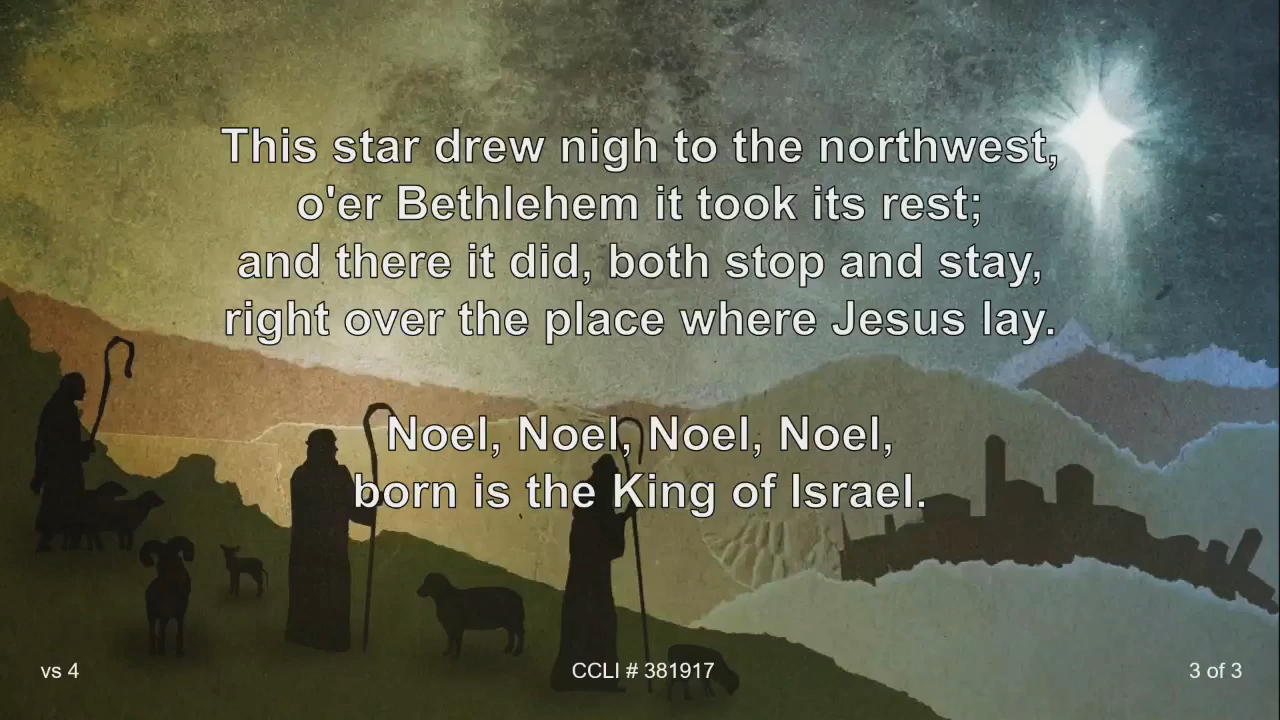 This star drew nigh to the northwest,
o'er Bethlehem it took its rest;
and there it did, both stop and stay,
right over the place where Jesus lay.
Noel, Noel, Noel, Noel,
born is the King of Israel.
vs 4
CCLI # 381917
3 of 3